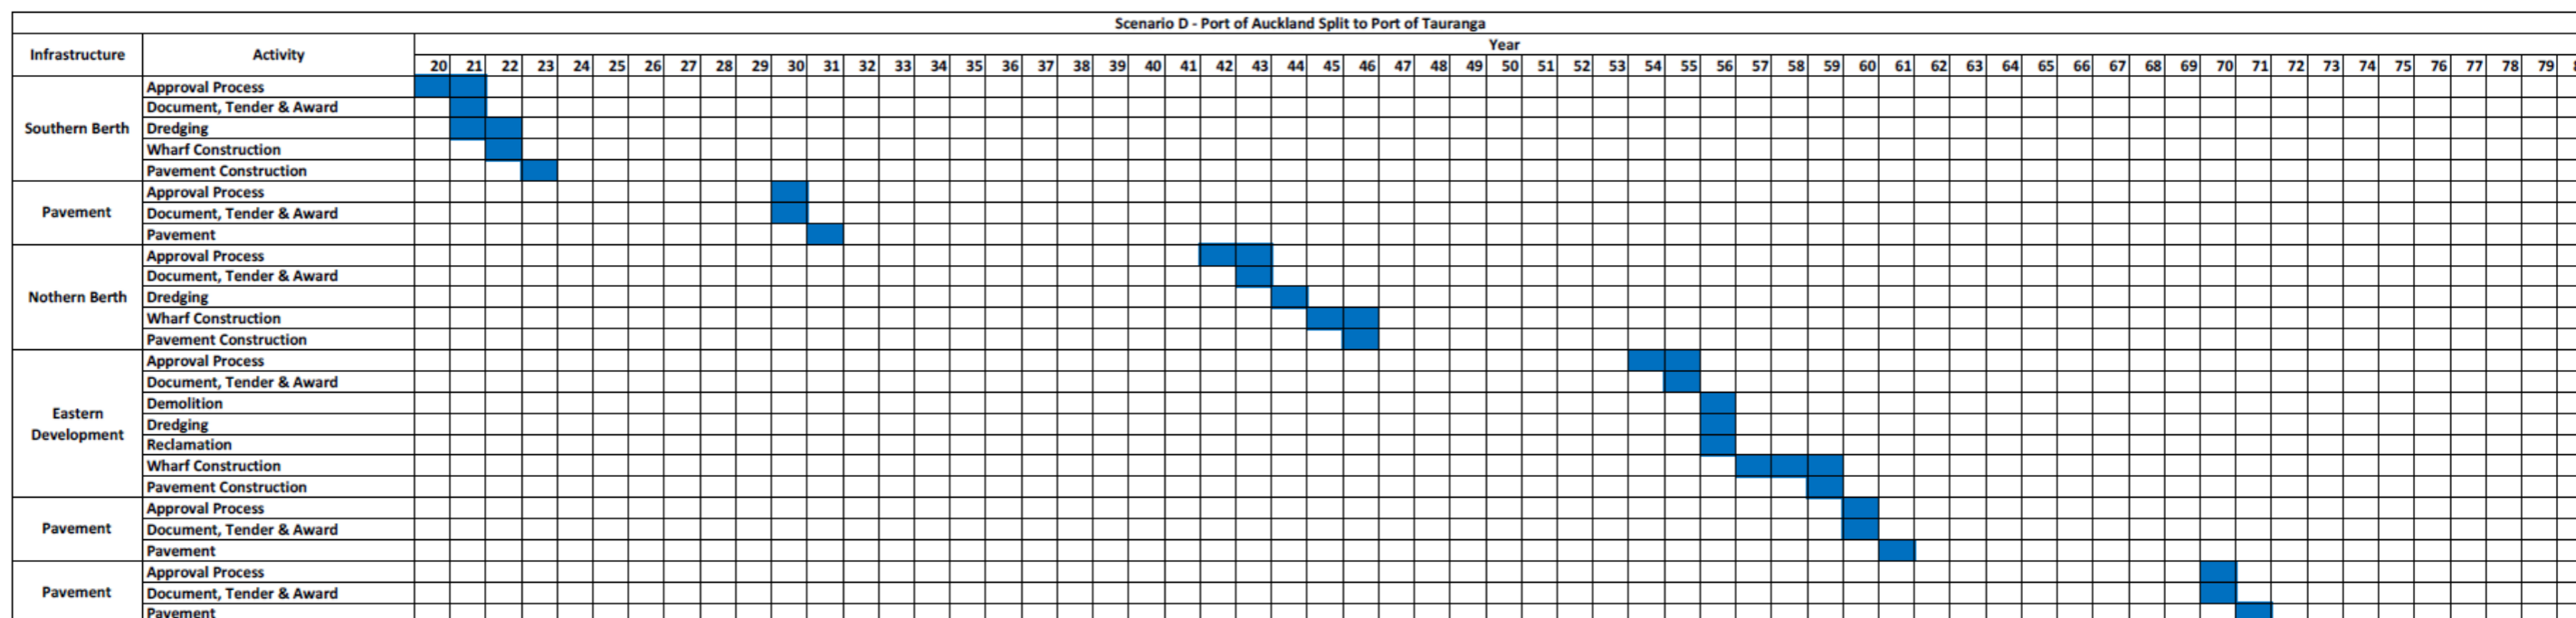 Scenario D - Port of Auckland Split to Port of Tauranga
Infrastructure Activity Year
20 21 22 23 24 25 26 27 28 29 30 31 32 33 34 35 36 37 38 39 40 41 42 43 44 45 46 47 48 49 50 51 52 53 54 55 56 57 58 59 60 61 62 63 64 65 66 67 68 69 70 71 72 73 74 75 76 77 78 79
Southern Berth
Approval Process
Document, Tender & Award
Dredging
Wharf Construction
Pavement Construction
Pavement
Approval Process
Document, Tender & Award
Pavement
Nothern Berth
Approval Process
Document, Tender & Award
Dredging
Wharf Construction
Pavement Construction
Eastern
Development
Approval Process
Document, Tender & Award
Demolition
Dredging
Reclamation
Wharf Construction
Pavement Construction
Pavement
Approval Process
Document, Tender & Award
Pavement
Pavement
Approval Process
Document, Tender & Award
Pavement